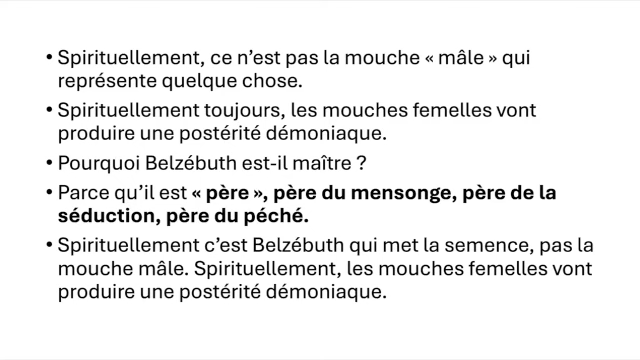 • Spirituellement, ce n’est pas la mouche « mâle » qui
représente quelque chose.
• Spirituellement toujours, les mouches femelles vont
produire une postérité démoniaque.
• Pourquoi Belzébuth est-il maître ?
• Parce qu’il est « père », père du mensonge, père de la
séduction, père du péché.
• Spirituellement c’est Belzébuth qui met la semence, pas la
mouche mâle. Spirituellement, les mouches femelles vont
produire une postérité démoniaque.